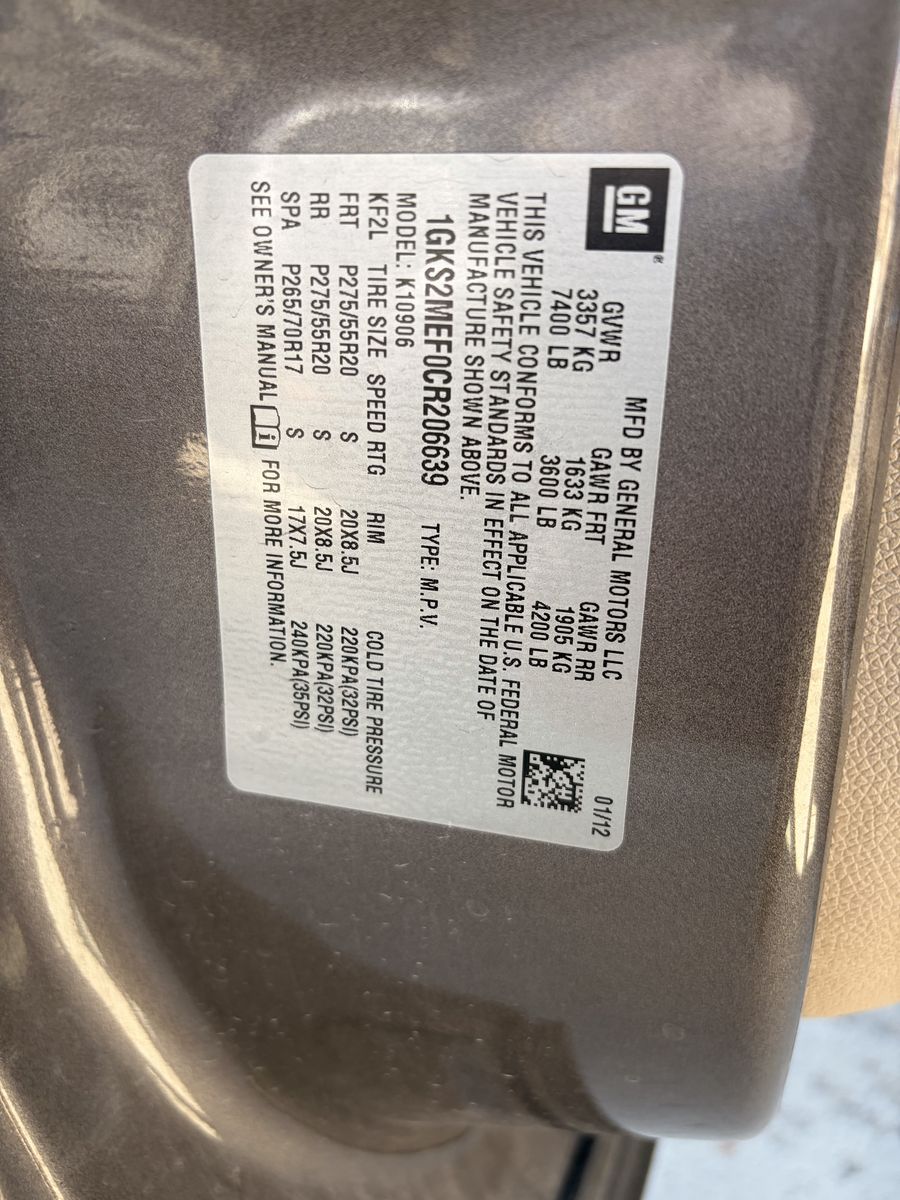 GM®
MFD BY GENERAL MOTORS LLC 01/12
GVWR GAWR FRT GAWR RR
3357 KG 1633 KG 1905 KG
7400 LB 3600 LB 4200 LB
THIS VEHICLE CONFORMS TO ALL APPLICABLE U.S. FEDERAL MOTOR
VEHICLE SAFETY STANDARDS IN EFFECT ON THE DATE OF
MANUFACTURE SHOWN ABOVE.
1GKS2MEF0CR206639 TYPE: M.P.V.
MODEL: K10906
KF2L TIRE SIZE SPEED RTG RIM COLD TIRE PRESSURE
FRT P275/55R20 S 20X8.5J 220KPA(32PSI)
RR P275/55R20 S 20X8.5J 220KPA(32PSI)
SPA P265/70R17 S 17X7.5J 240KPA(35PSI)
SEE OWNER'S MANUAL i FOR MORE INFORMATION.